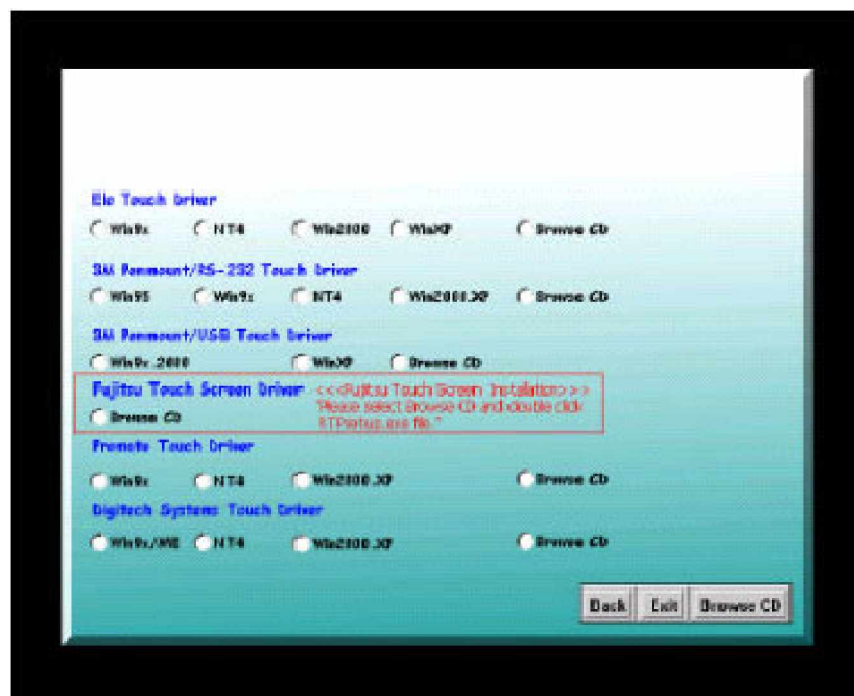 Elo Touch Driver
Win9x NT4 Win2000 WinXP Browse CD
3M Panmount/RS-232 Touch Driver
Win95 Win9x NT4 Win2000.XP Browse CD
3M Panmount/USB Touch Driver
Win9x.2000 WinXP Browse CD
Fujitsu Touch Screen Driver <<<Fujitsu Touch Screen Installation>>>
"Please select Browse CD and double click
Browse CD
file."
Touch Driver
Win9x NT4 Win2000.XP Browse CD
Digitech Systems Touch Driver
Win9x/ME NT4 Win2000.XP Browse CD
Back Exit Browse CD